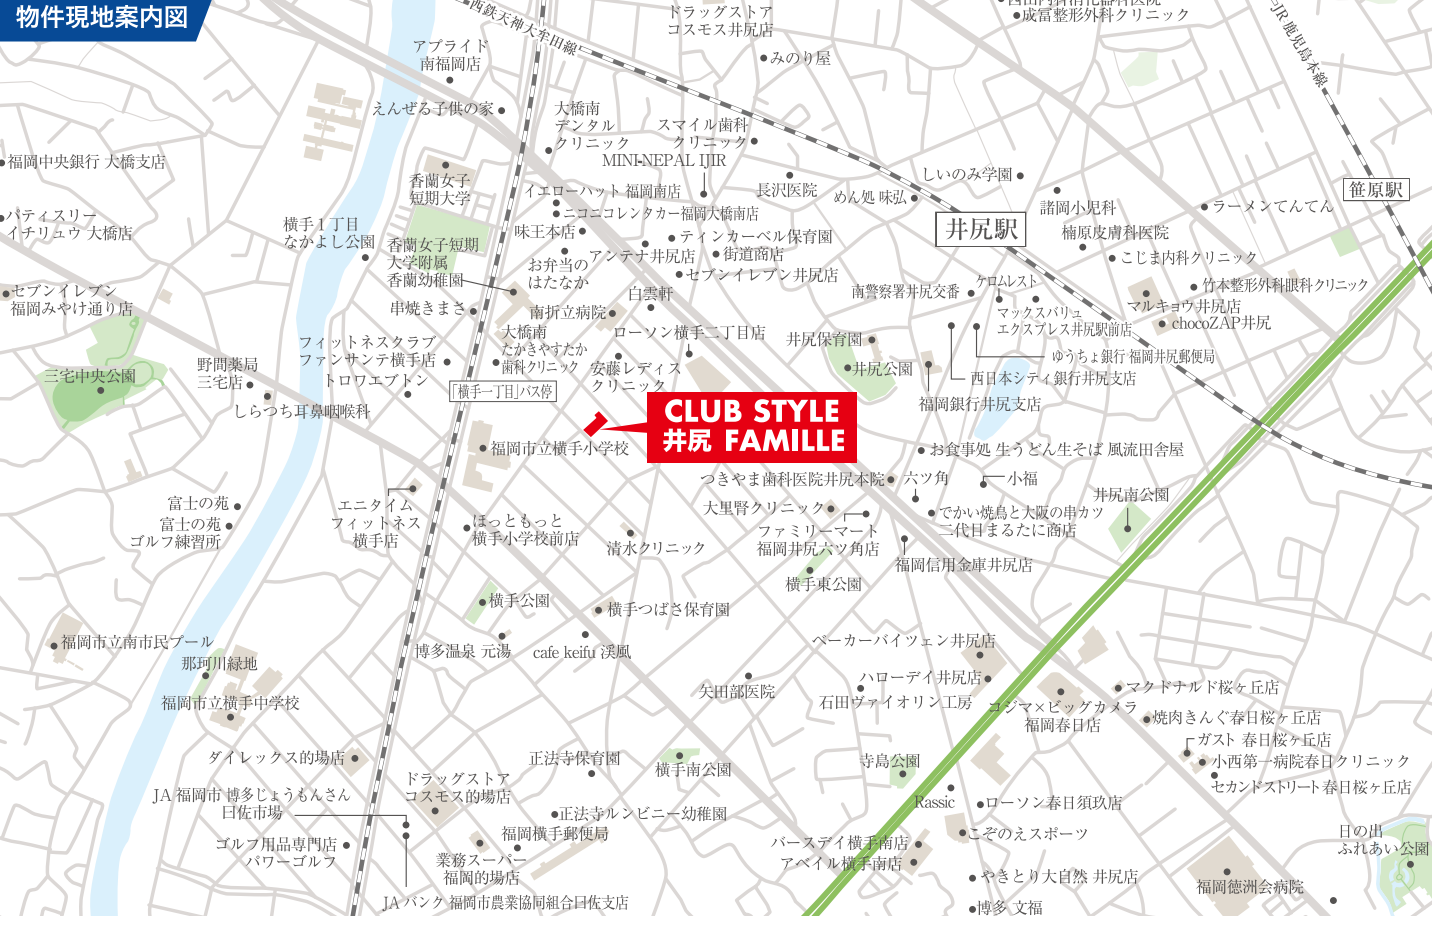 物件現地案内図
西鉄天神大牟田線
ドラッグストア
コスモス井尻店
成冨整形外科クリニック
JR鹿児島本線
アプライド
南福岡店
みのり屋
えんぜる子供の家
大橋南
デンタル
クリニック
スマイル歯科
クリニック
MINI-NEPAL IJIR
福岡中央銀行 大橋支店
香蘭女子
短期大学
イエローハット 福岡南店
長沢医院
めん処 味弘
しいのみ学園
笹原駅
ニコニコレンタカー福岡大橋南店
諸岡小児科
ラーメンてんてん
パティスリー
イチリュウ 大橋店
横手1丁目
なかよし公園
味王本店
ティンカーベル保育園
井尻駅
楠原皮膚科医院
香蘭女子短期
大学附属
香蘭幼稚園
アンテナ井尻店
街道商店
こじま内科クリニック
お弁当の
はたなか
セブンイレブン井尻店
ケロムレスト
竹本整形外科眼科クリニック
セブンイレブン
福岡みやけ通り店
白雲軒
南警察署井尻交番
マルキョウ井尻店
串焼きまさ
南折立病院
マックスバリュ
エクスプレス井尻駅前店
chocoZAP井尻
大橋南
たかきやすたか
歯科クリニック
ローソン横手二丁目店
井尻保育園
フィットネスクラブ
ファンサンテ横手店
ゆうちょ銀行福岡井尻郵便局
野間薬局
三宅店
三宅中央公園
トロワエプトン
安藤レディス
クリニック
井尻公園
西日本シティ銀行井尻支店
「横手一丁目」バス停
しらつち耳鼻咽喉科
福岡銀行井尻支店
CLUB STYLE
井尻 FAMILLE
福岡市立横手小学校
お食事処 生うどん生そば 風流田舎屋
つきやま歯科医院井尻本院
六ツ角
小福
井尻南公園
富士の苑
エニタイム
フィットネス
横手店
大里腎クリニック
でかい焼鳥と大阪の串カツ
二代目まるたに商店
富士の苑
ゴルフ練習所
ほっともっと
横手小学校前店
ファミリーマート
福岡井尻六ツ角店
清水クリニック
福岡信用金庫井尻店
横手東公園
横手公園
横手つばさ保育園
福岡市立南市民プール
博多温泉 元湯
cafe keifu 渓風
ベーカーバイツェン井尻店
那珂川緑地
ハローデイ井尻店
矢田部医院
マクドナルド桜ヶ丘店
福岡市立横手中学校
石田ヴァイオリン工房
コジマ×ビッグカメラ
福岡春日店
焼肉きんぐ春日桜ヶ丘店
ガスト 春日桜ヶ丘店
ダイレックス的場店
正法寺保育園
横手南公園
寺島公園
小西第一病院春日クリニック
ドラッグストア
コスモス的場店
セカンドストリート春日桜ヶ丘店
JA 福岡市 博多じょうもんさん
曰佐市場
Rassic
ローソン春日須玖店
正法寺ルンビニー幼稚園
福岡横手郵便局
こぞのえスポーツ
日の出
ふれあい公園
ゴルフ用品専門店
パワーゴルフ
バースデイ横手南店
アベイル横手南店
業務スーパー
福岡的場店
やきとり大自然 井尻店
福岡徳洲会病院
JAバンク 福岡市農業協同組合曰佐支店
博多 文福